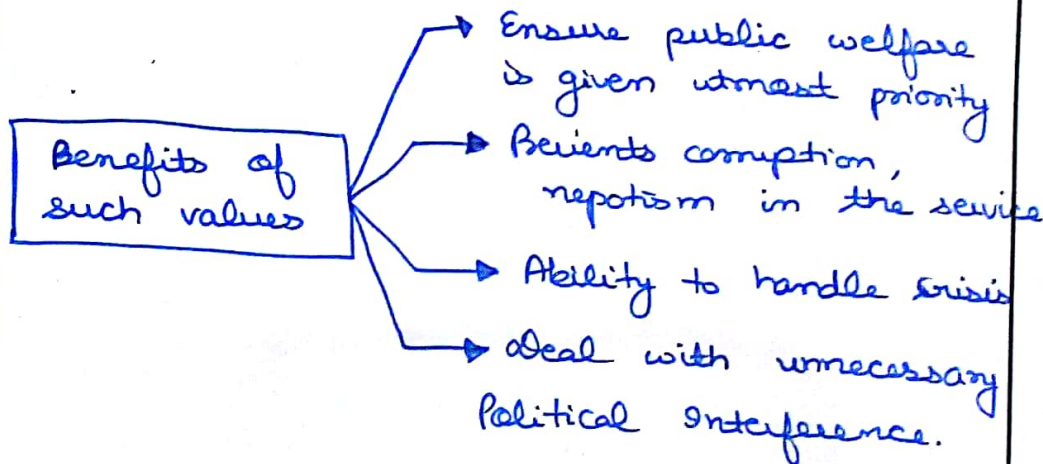 Benefits of
such values
Ensure public welfare
is given utmost priority
Prevents corruption,
nepotism in the service
Ability to handle crisis
Deal with unnecessary
Political Interference.